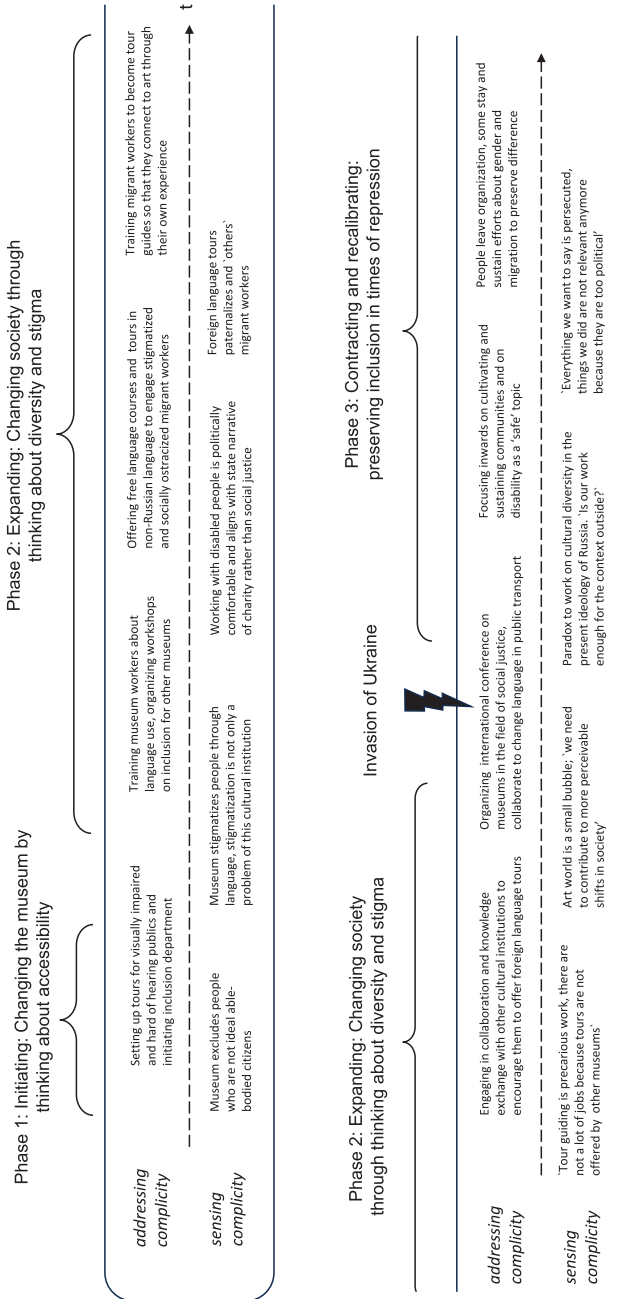 Phase 1: Initiating: Changing the museum by
thinking about accessibility
Phase 2: Expanding: Changing society through
thinking about diversity and stigma
addressing
complicity
Setting up tours for visually impaired
and hard of hearing publics and
initiating inclusion department
Training museum workers about
language use, organizing workshops
on inclusion for other museums
Offering free language courses and tours in
non-Russian language to engage stigmatized
and socially ostracized migrant workers
Training migrant workers to become tour
guides so that they connect to art through
their own experience
t
sensing
complicity
Museum excludes people
who are not ideal able-
bodied citizens
Museum stigmatizes people through
language, stigmatization is not only a
problem of this cultural institution
Working with disabled people is politically
comfortable and aligns with state narrative
of charity rather than social justice
Foreign language tours
paternalizes and `others`
migrant workers
Phase 2: Expanding: Changing society
through thinking about diversity and stigma
Invasion of Ukraine
Phase 3: Contracting and recalibrating:
preserving inclusion in times of repression
addressing
complicity
Engaging in collaboration and knowledge
exchange with other cultural institutions to
encourage them to offer foreign language tours
Organizing international conference on
museums in the field of social justice,
collaborate to change language in public transport
Focusing inwards on cultivating and
sustaining communities and on
disability as a ‘safe’ topic
People leave organization, some stay and
sustain efforts about gender and
migration to preserve difference
sensing
complicity
`Tour guiding is precarious work, there are
not a lot of jobs because tours are not
offered by other museums`
Art world is a small bubble; ‘we need
to contribute to more perceivable
shifts in society’
Paradox to work on cultural diversity in the
present ideology of Russia. `Is our work
enough for the context outside?`
`Everything we want to say is persecuted,
things we did are not relevant anymore
because they are too political’